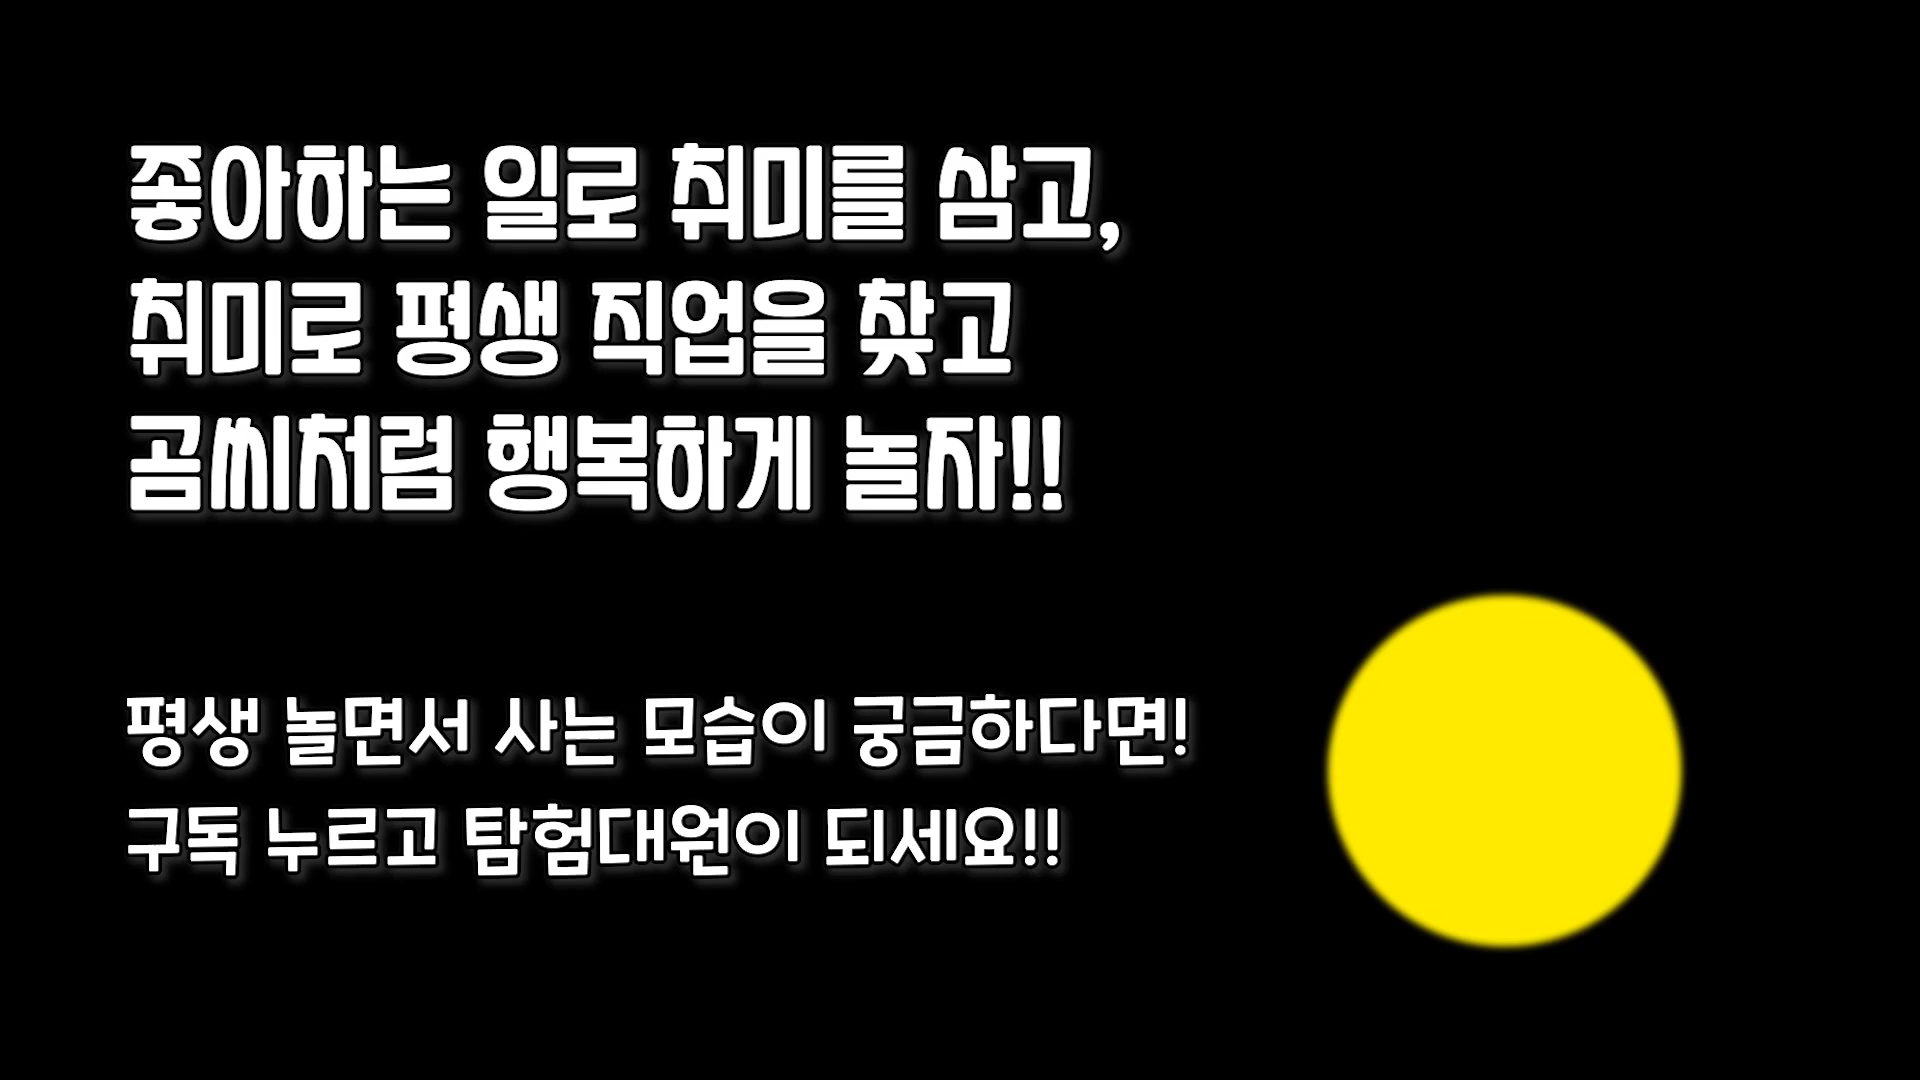 좋아하는 일로 취미를 삼고,
취미로 평생 직업을 찾고
곰씨처럼 행복하게 놀자!!
평생 놀면서 사는 모습이 궁금하다면!
구독 누르고 탐험대원이 되세요!!